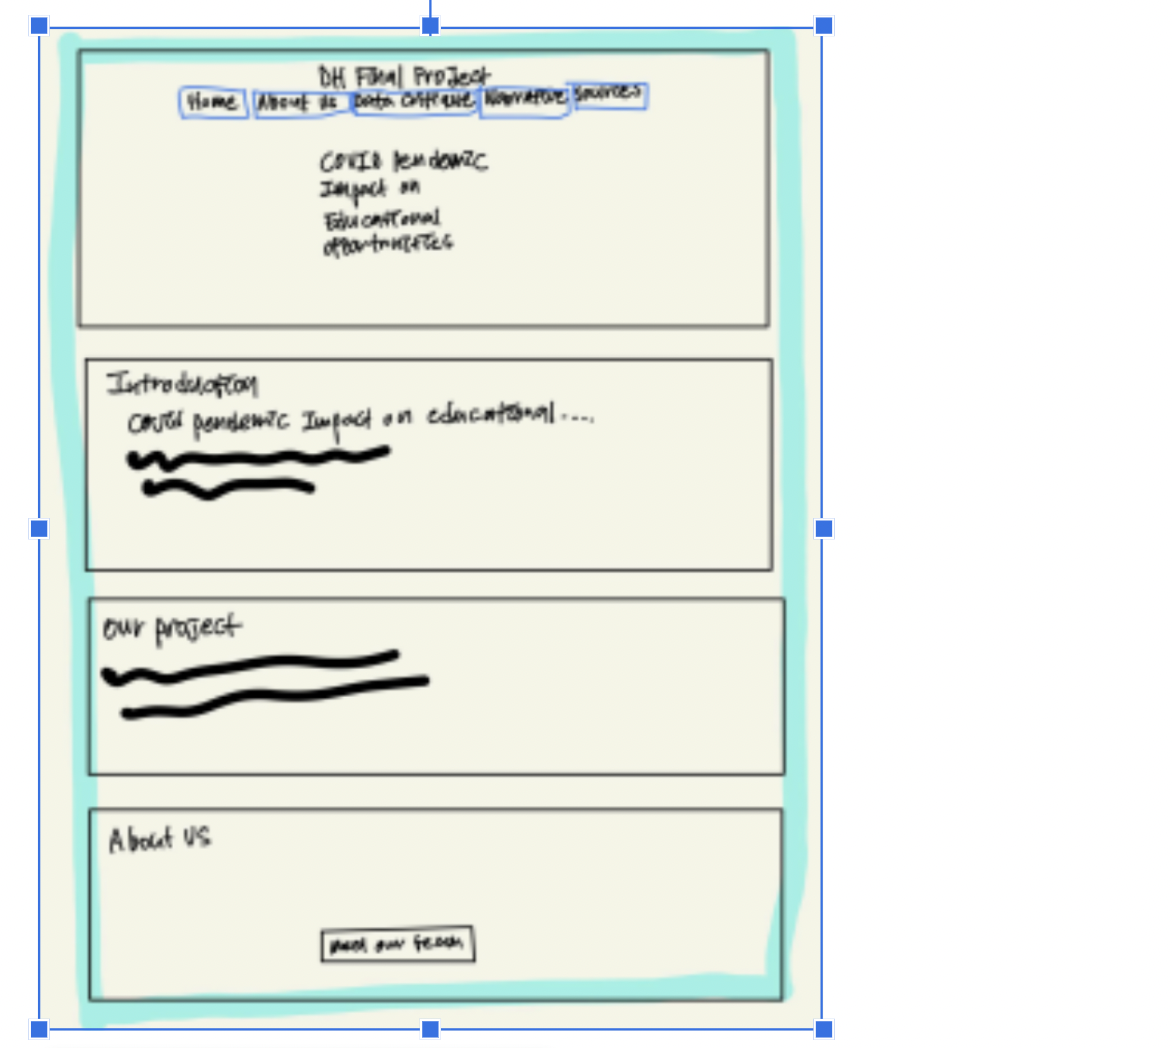 DH Final Project
Home About Us Data Critique Narrative Sources
COVID pendemic
Impact on
Educational
opportunities
Introduction
Covid pendemic Impact on educational....
our project
About US
Meet our team